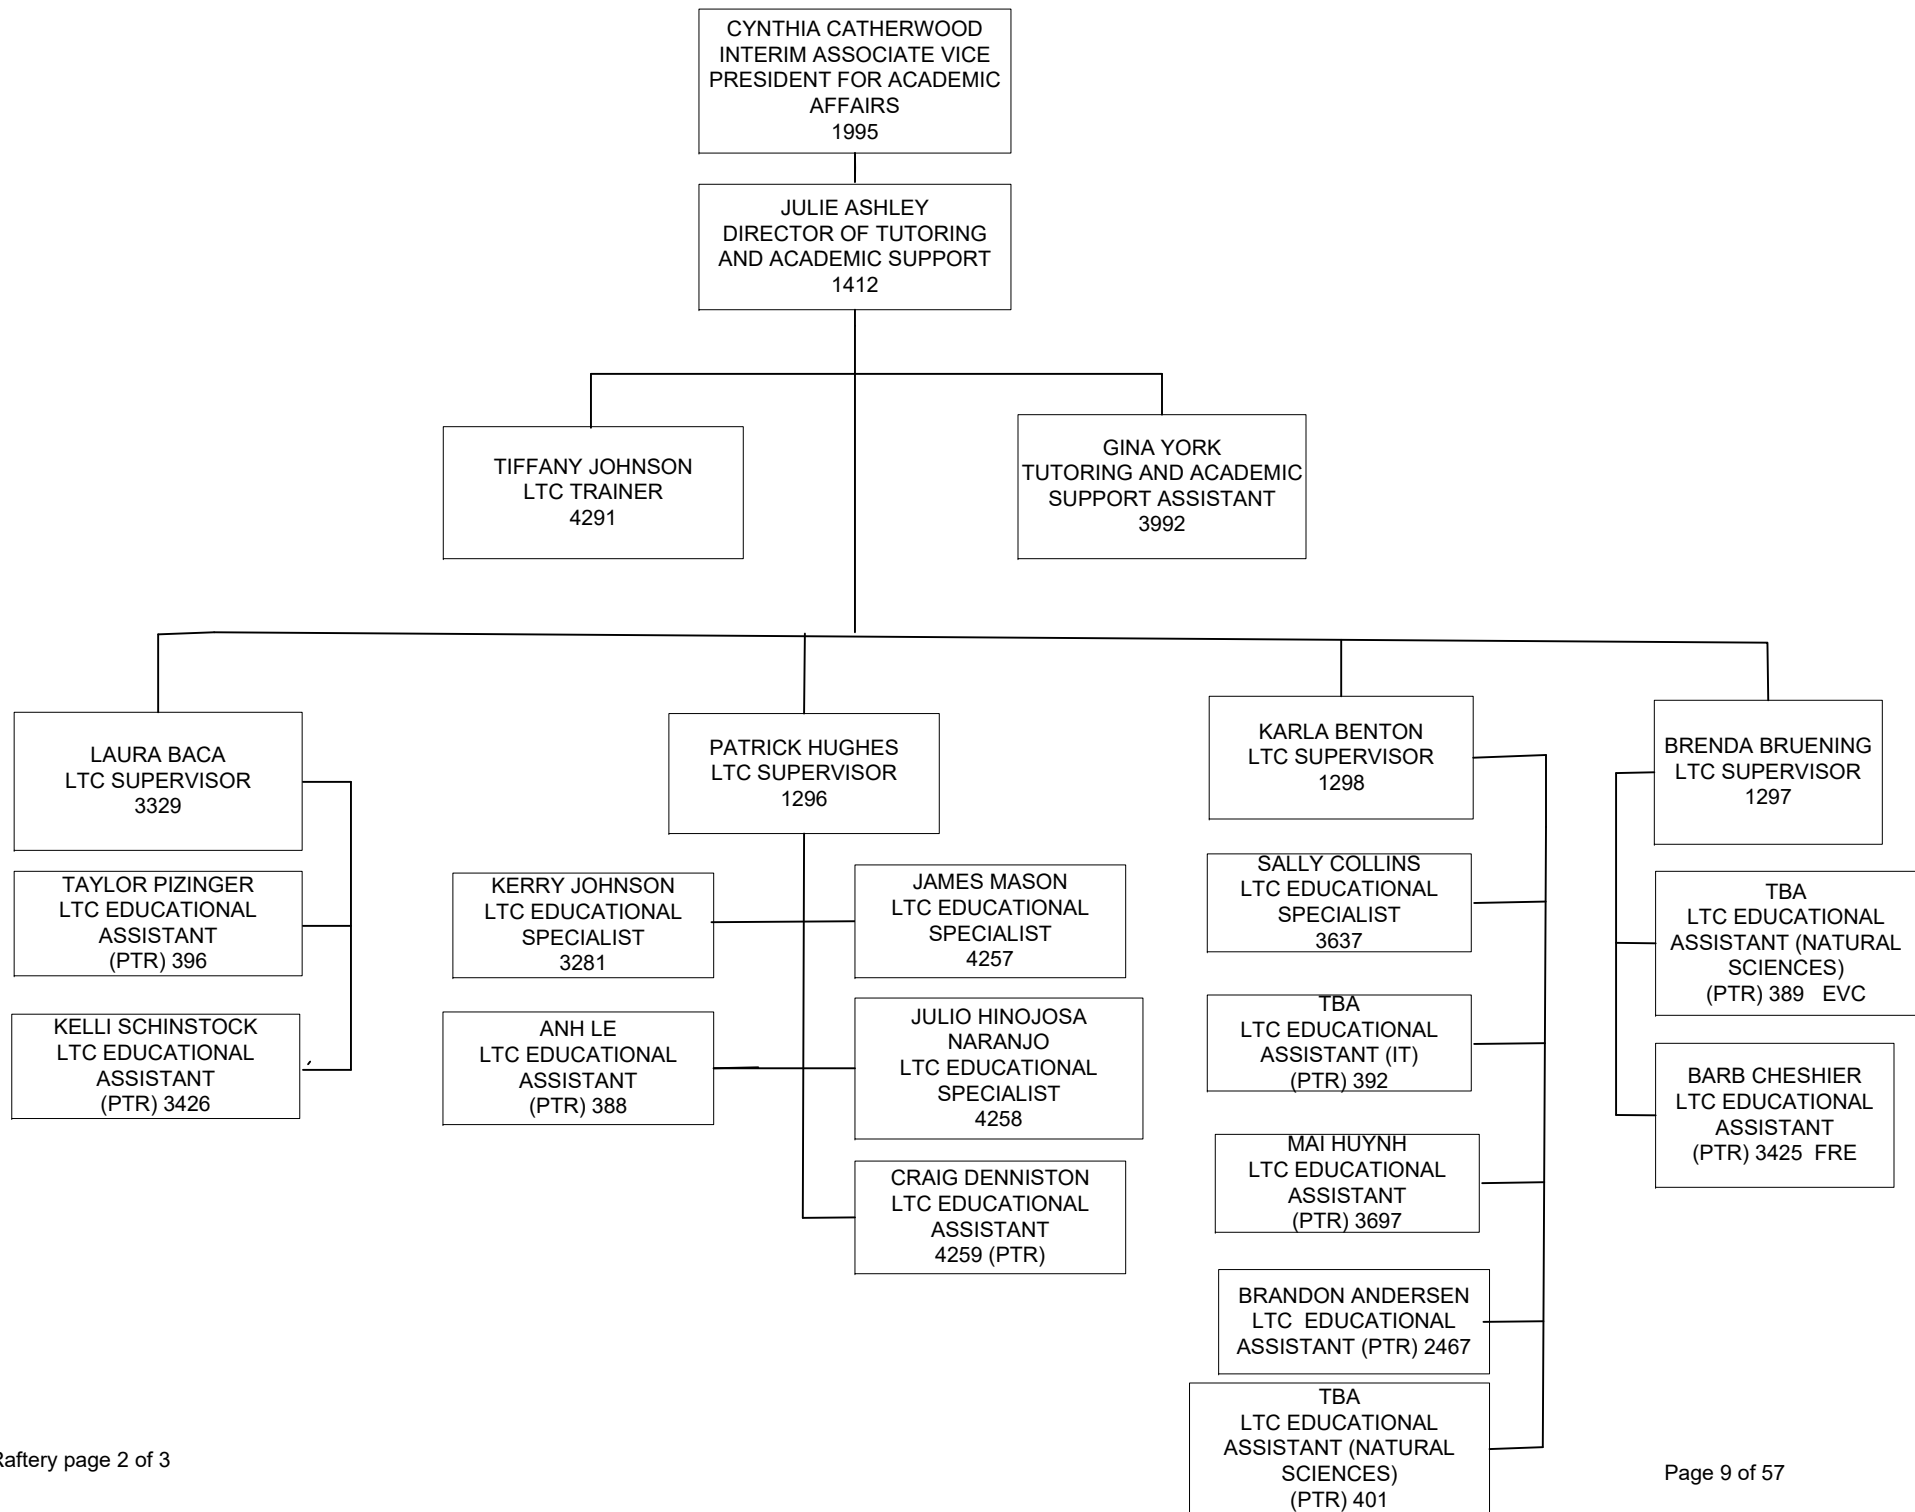 CYNTHIA CATHERWOOD
INTERIM ASSOCIATE VICE
PRESIDENT FOR ACADEMIC
AFFAIRS
1995
JULIE ASHLEY
DIRECTOR OF TUTORING
AND ACADEMIC SUPPORT
1412
TIFFANY JOHNSON
LTC TRAINER
4291
GINA YORK
TUTORING AND ACADEMIC
SUPPORT ASSISTANT
3992
LAURA BACA
LTC SUPERVISOR
3329
TAYLOR PIZINGER
LTC EDUCATIONAL
ASSISTANT
(PTR) 396
KELLI SCHINSTOCK
LTC EDUCATIONAL
ASSISTANT
(PTR) 3426
PATRICK HUGHES
LTC SUPERVISOR
1296
KERRY JOHNSON
LTC EDUCATIONAL
SPECIALIST
3281
JAMES MASON
LTC EDUCATIONAL
SPECIALIST
4257
ANH LE
LTC EDUCATIONAL
ASSISTANT
(PTR) 388
JULIO HINOJOSA
NARANJO
LTC EDUCATIONAL
SPECIALIST
4258
CRAIG DENNISTON
LTC EDUCATIONAL
ASSISTANT
4259 (PTR)
KARLA BENTON
LTC SUPERVISOR
1298
SALLY COLLINS
LTC EDUCATIONAL
SPECIALIST
3637
TBA
LTC EDUCATIONAL
ASSISTANT (IT)
(PTR) 392
MAI HUYNH
LTC EDUCATIONAL
ASSISTANT
(PTR) 3697
BRANDON ANDERSEN
LTC  EDUCATIONAL
ASSISTANT (PTR) 2467
TBA
LTC EDUCATIONAL
ASSISTANT (NATURAL
SCIENCES)
(PTR) 401
BRENDA BRUENING
LTC SUPERVISOR
1297
TBA
LTC EDUCATIONAL
ASSISTANT (NATURAL
SCIENCES)
(PTR) 389   EVC
BARB CHESHIER
LTC EDUCATIONAL
ASSISTANT
(PTR) 3425  FRE
Raftery page 2 of 3
Page 9 of 57